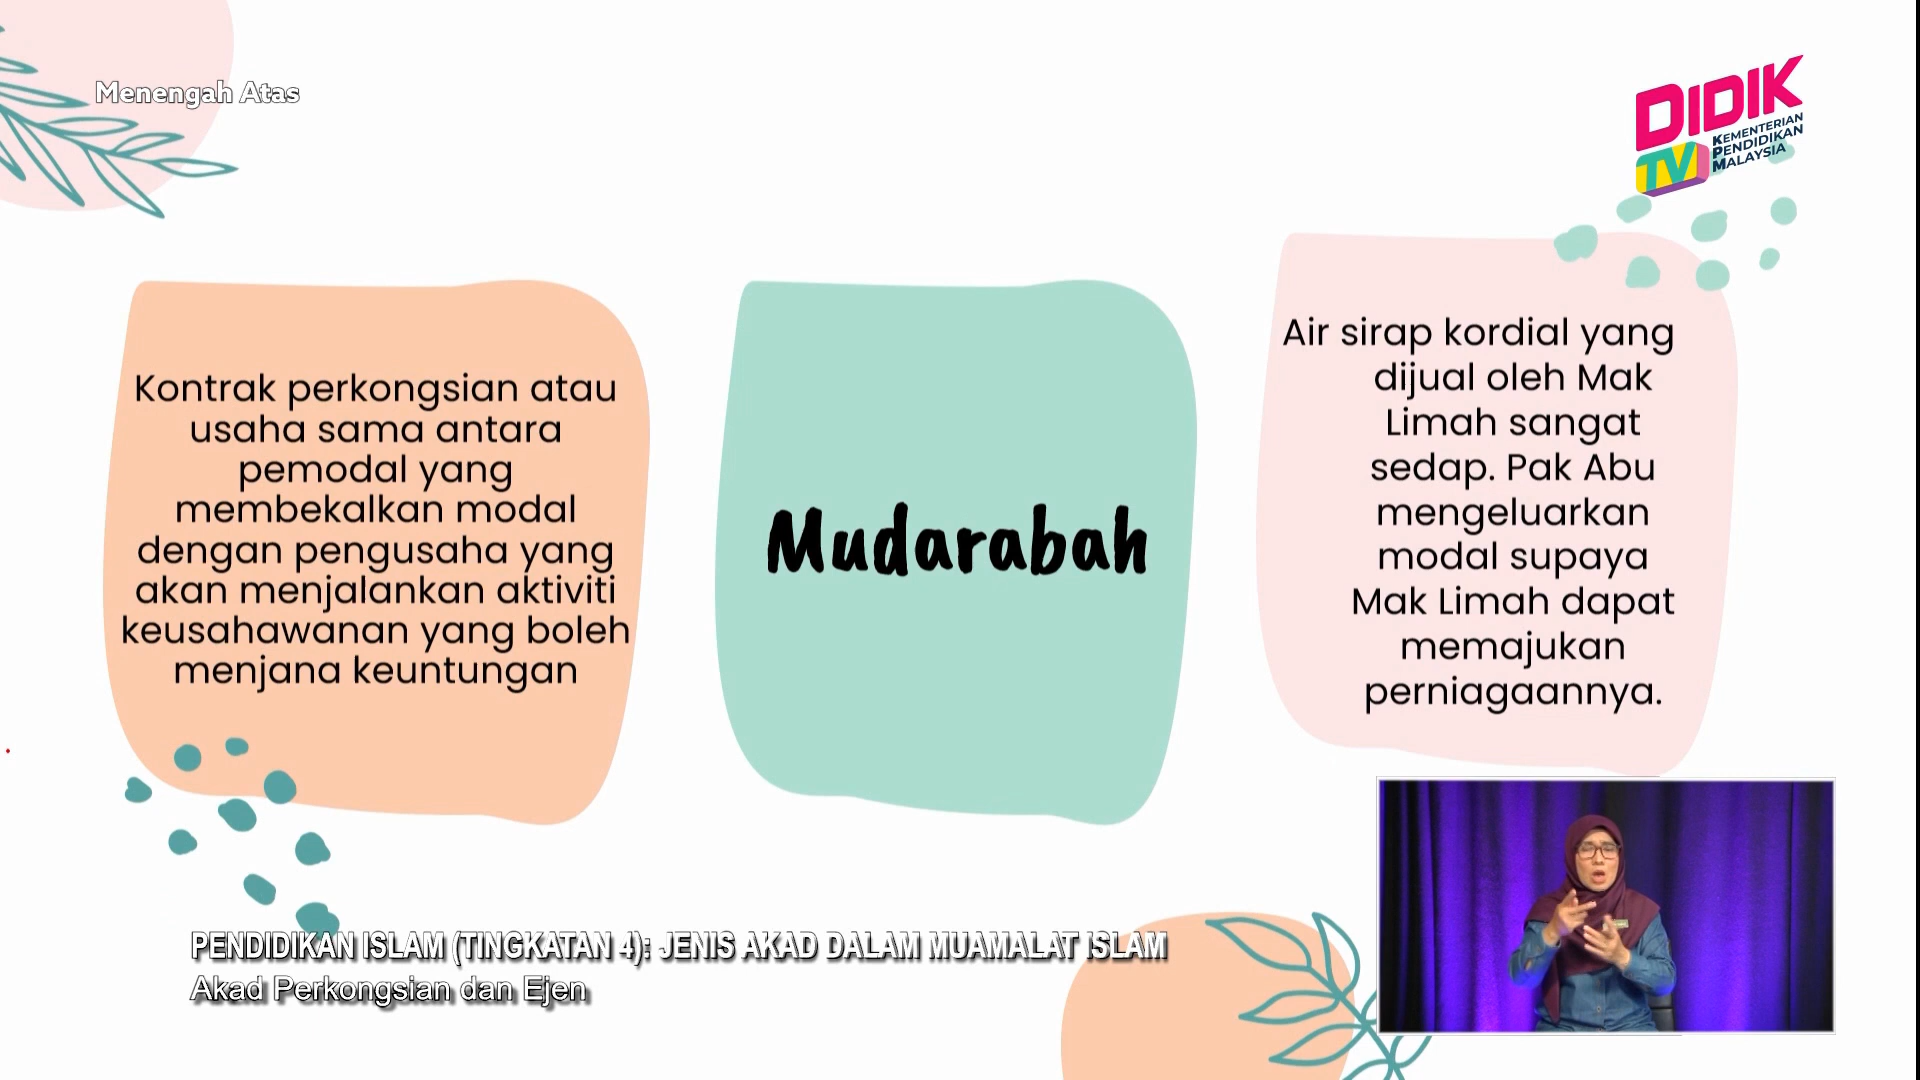 Menengah Atas
DIDIK
TV
KEMENTERIAN
PENDIDIKAN
MALAYSIA
Kontrak perkongsian atau
usaha sama antara
pemodal yang
membekalkan modal
dengan pengusaha yang
akan menjalankan aktiviti
keusahawanan yang boleh
menjana keuntungan
Mudarabah
Air sirap kordial yang
dijual oleh Mak
Limah sangat
sedap. Pak Abu
mengeluarkan
modal supaya
Mak Limah dapat
memajukan
perniagaannya.
PENDIDIKAN ISLAM (TINGKATAN 4): JENIS AKAD DALAM MUAMALAT ISLAM
Akad Perkongsian dan Ejen